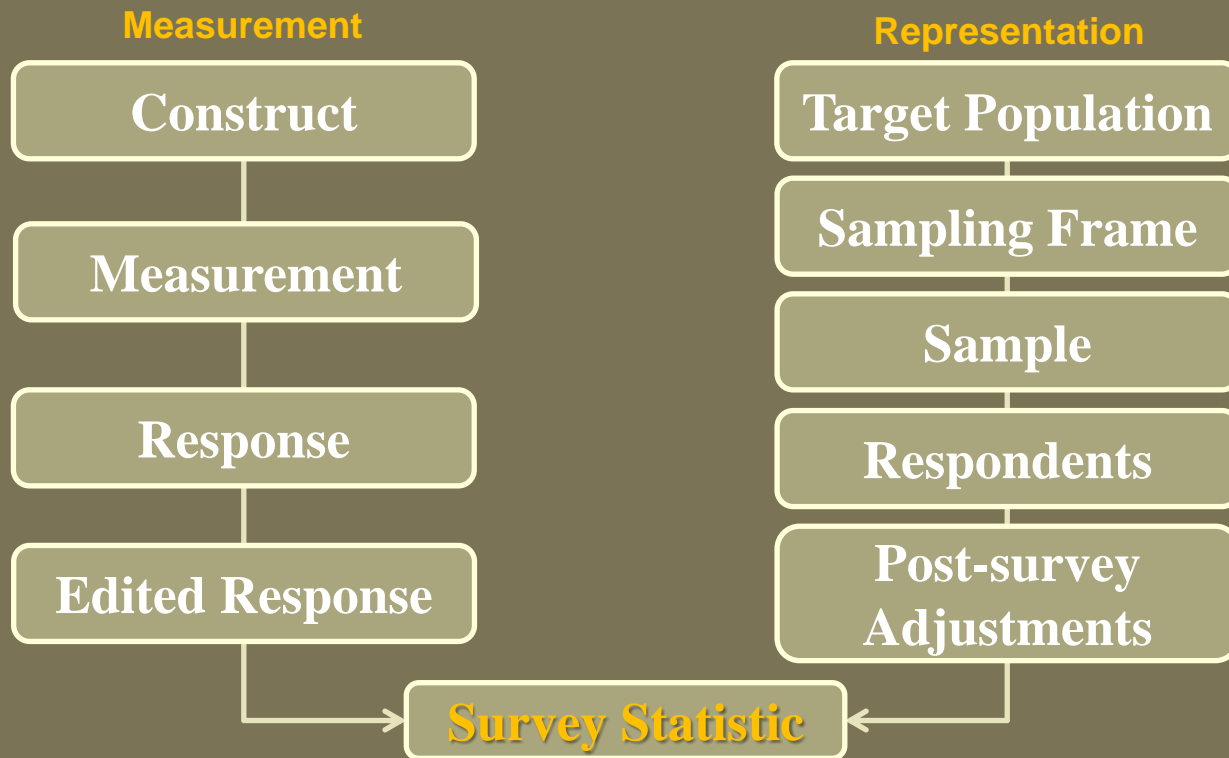 Measurement
Construct
Measurement
Response
Edited Response
Representation
Target Population
Sampling Frame
Sample
Respondents
Post-survey
Adjustments
Survey Statistic